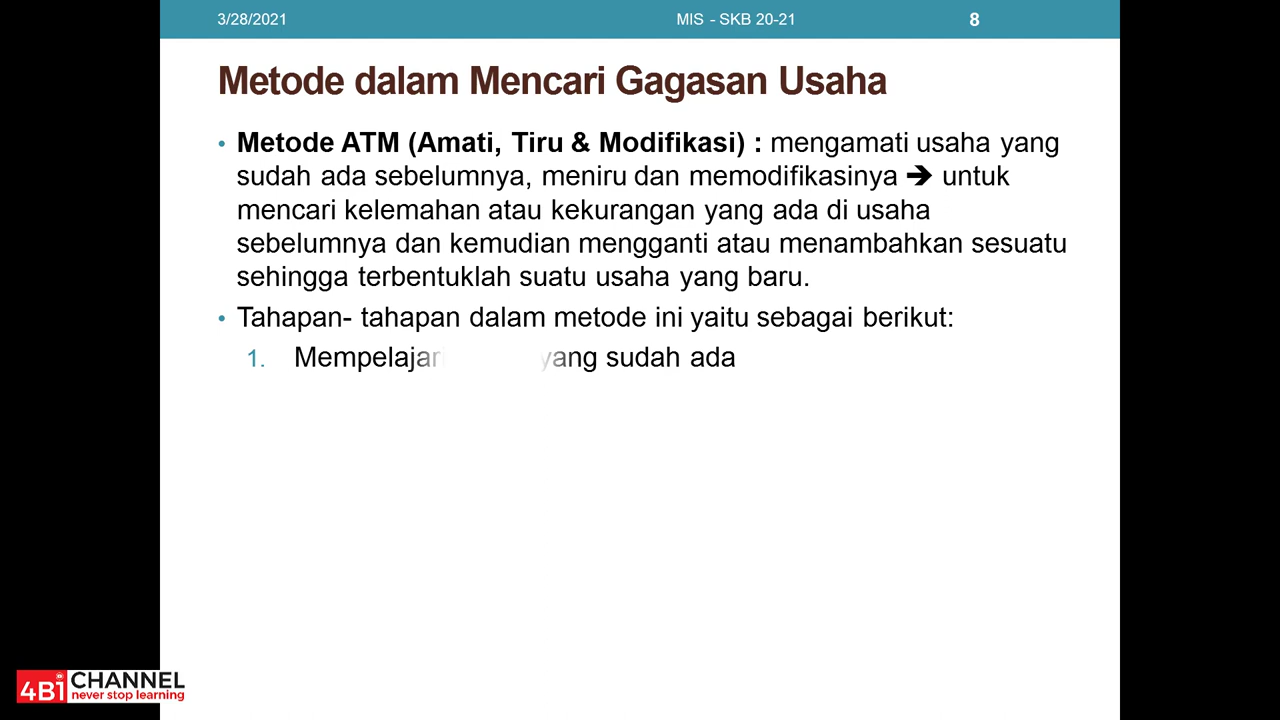 3/28/2021 MIS - SKB 20-21 8
Metode dalam Mencari Gagasan Usaha
• Metode ATM (Amati, Tiru & Modifikasi) : mengamati usaha yang
sudah ada sebelumnya, meniru dan memodifikasinya ➔ untuk
mencari kelemahan atau kekurangan yang ada di usaha
sebelumnya dan kemudian mengganti atau menambahkan sesuatu
sehingga terbentuklah suatu usaha yang baru.
• Tahapan- tahapan dalam metode ini yaitu sebagai berikut:
1. Mempelajari yang sudah ada
4Bi CHANNEL
never stop learning